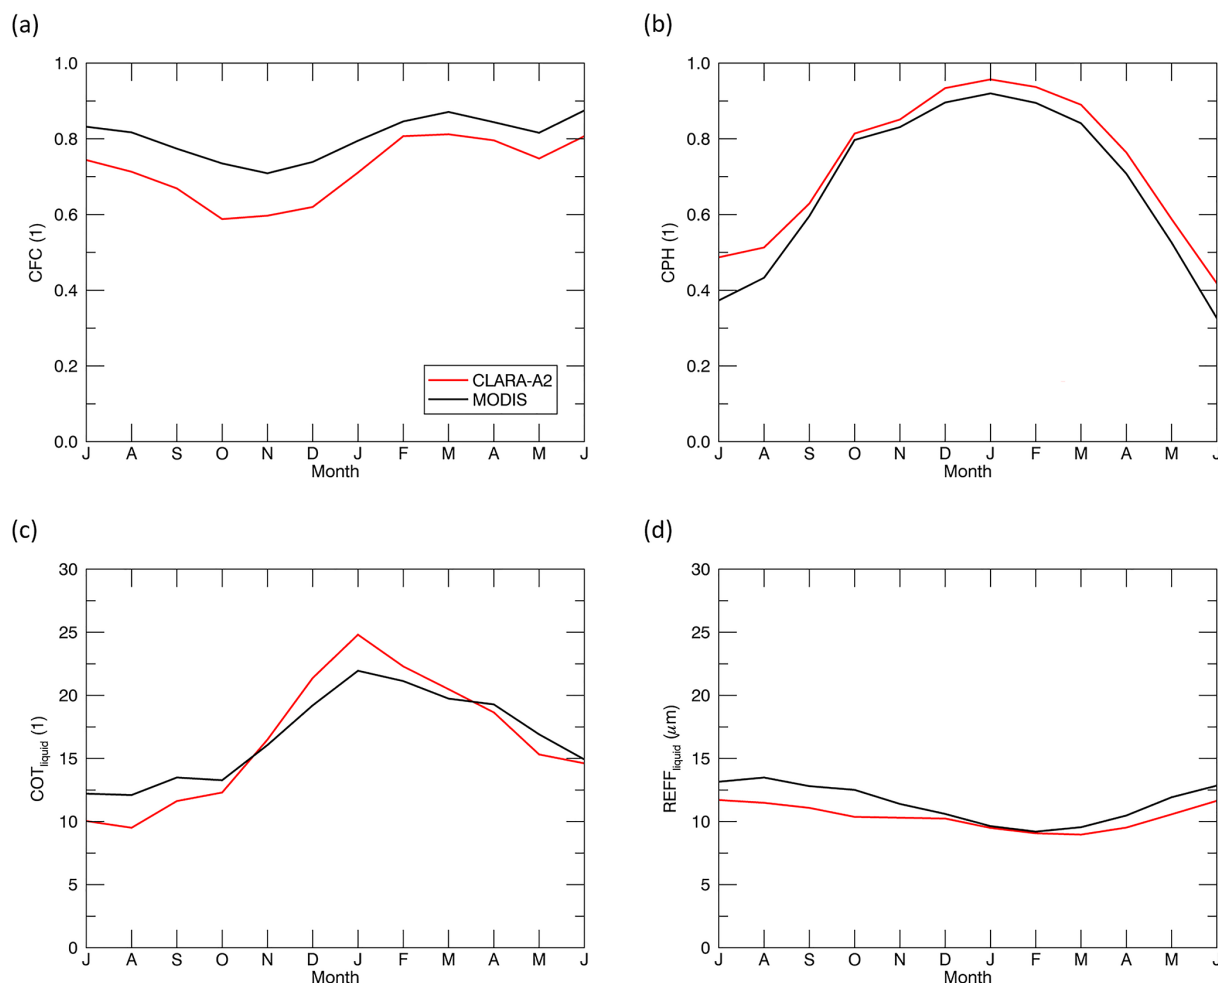 (a)
(b)
1.0
0.8
0.6
0.4
0.2
0.0
CFC (1)
CLARA-A2
MODIS
J A S O N D J F M A M J
Month
1.0
0.8
0.6
0.4
0.2
0.0
CPH (1)
J A S O N D J F M A M J
Month
(c)
(d)
30
25
20
15
10
5
0
COTliquid (1)
J A S O N D J F M A M J
Month
30
25
20
15
10
5
0
REFFliquid (μm)
J A S O N D J F M A M J
Month